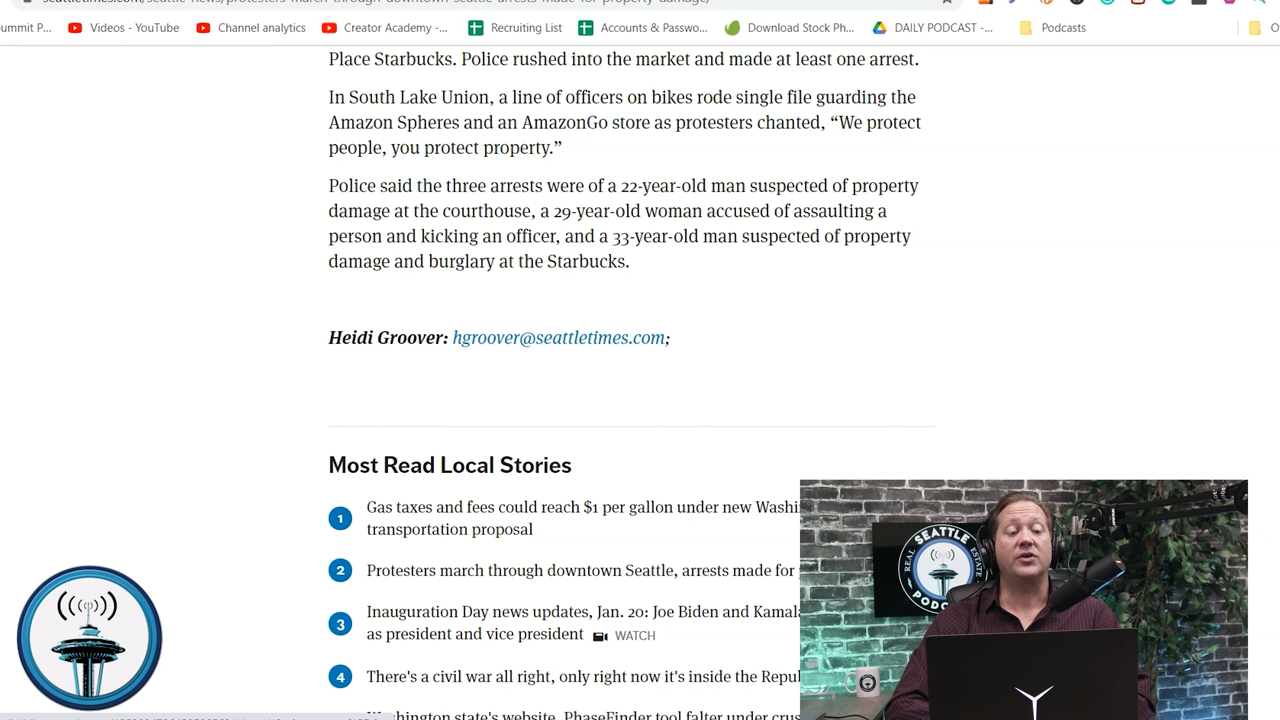 seattletimes.com/seattle-news/protesters-march-through-downtown-seattle-arrests-made-for-property-damage/
ummit P... Videos - YouTube Channel analytics Creator Academy -... Recruiting List Accounts & Passwo... Download Stock Ph... DAILY PODCAST -... Podcasts O
Place Starbucks. Police rushed into the market and made at least one arrest.
In South Lake Union, a line of officers on bikes rode single file guarding the
Amazon Spheres and an AmazonGo store as protesters chanted, “We protect
people, you protect property.”
Police said the three arrests were of a 22-year-old man suspected of property
damage at the courthouse, a 29-year-old woman accused of assaulting a
person and kicking an officer, and a 33-year-old man suspected of property
damage and burglary at the Starbucks.
Heidi Groover: hgroover@seattletimes.com;
Most Read Local Stories
1 Gas taxes and fees could reach $1 per gallon under new Washi
transportation proposal
2 Protesters march through downtown Seattle, arrests made for
3 Inauguration Day news updates, Jan. 20: Joe Biden and Kamala
as president and vice president WATCH
4 There's a civil war all right, only right now it's inside the Repu
Washington state's website, PhaseFinder tool falter under crus
REAL SEATTLE ESTATE
PODCAST